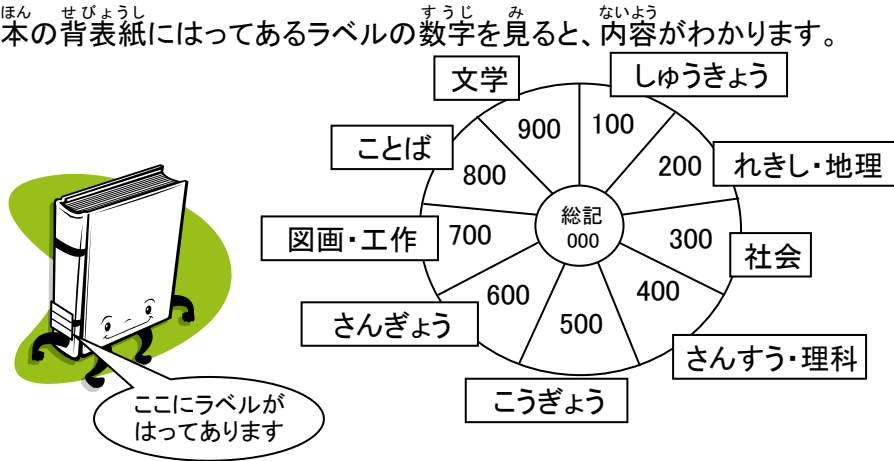 本の背表紙にはってあるラベルの数字を見ると、内容がわかります。
ほん せびょうし すうじ み ないよう
文学
しゅうきょう
ことば
900
100
800
200
れきし・地理
総記
000
図画・工作
700
300
社会
600
400
さんぎょう
500
さんすう・理科
こうぎょう
ここにラベルが
はってあります